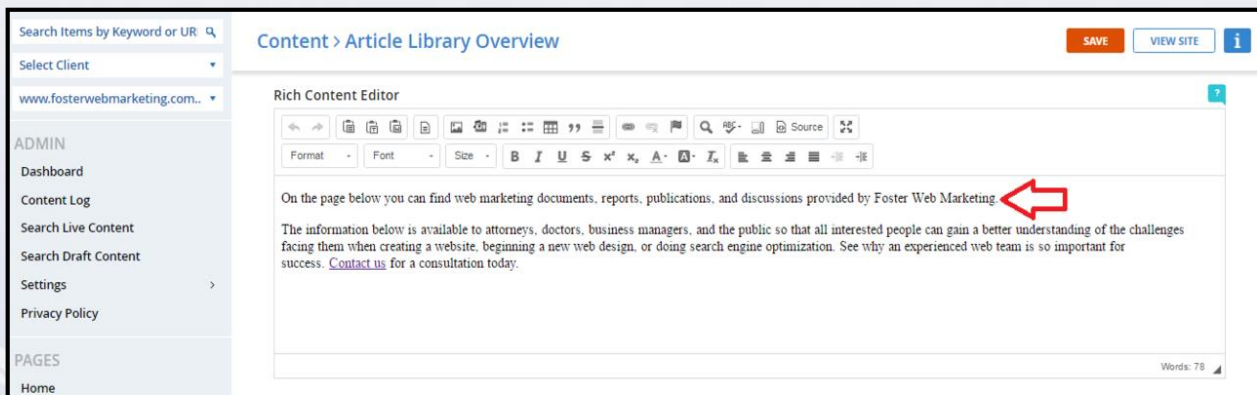 Search Items by Keyword or UR
Select Client
www.fosterwebmarketing.com..
ADMIN
Dashboard
Content Log
Search Live Content
Search Draft Content
Settings
Privacy Policy
PAGES
Home
Content > Article Library Overview
SAVE
VIEW SITE
i
Rich Content Editor
?
Source
Format
Font
Size
B I U S x² x₂ A A Ix
On the page below you can find web marketing documents, reports, publications, and discussions provided by Foster Web Marketing.
The information below is available to attorneys, doctors, business managers, and the public so that all interested people can gain a better understanding of the challenges
facing them when creating a website, beginning a new web design, or doing search engine optimization. See why an experienced web team is so important for
success. Contact us for a consultation today.
Words: 78